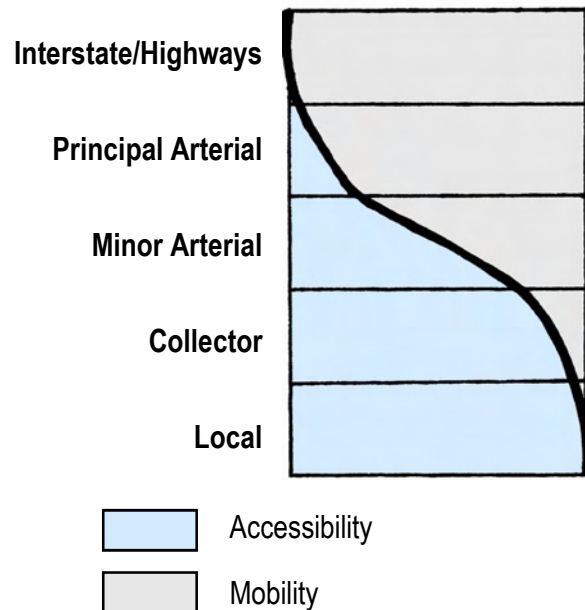 Interstate/Highways
Principal Arterial
Minor Arterial
Collector
Local
Accessibility
Mobility